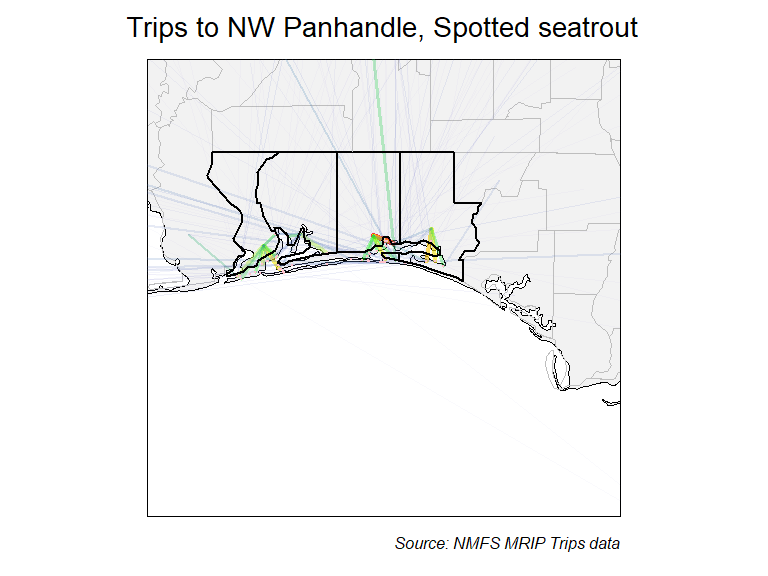 Trips to NW Panhandle, Spotted seatrout
Source: NMFS MRIP Trips data